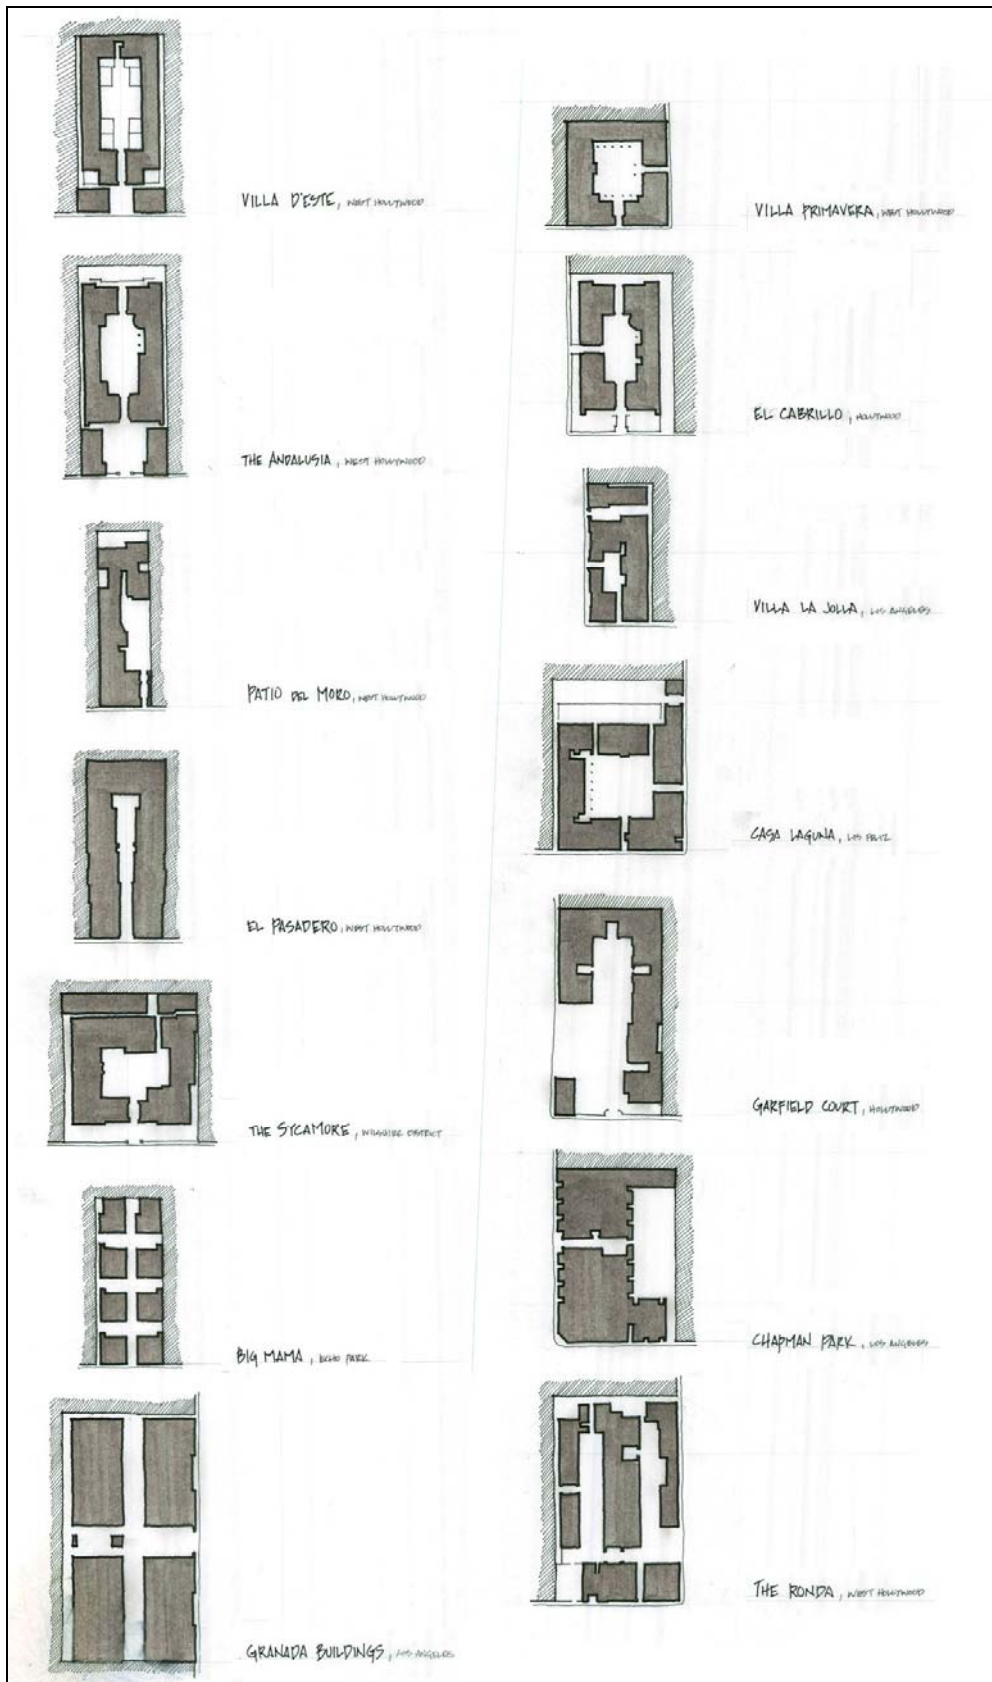 VILLA D'ESTE, WEST HOLLYWOOD
THE ANDALUSIA, WEST HOLLYWOOD
PATIO DEL MORO, WEST HOLLYWOOD
EL PASADERO, WEST HOLLYWOOD
THE SYCAMORE, WILSHIRE DISTRICT
BIG MAMA, ECHO PARK
GRANADA BUILDINGS, LOS ANGELES
VILLA PRIMAVERA, WEST HOLLYWOOD
EL CABRILLO, HOLLYWOOD
VILLA LA JOLLA, LOS ANGELES
CASA LAGUNA, LOS FELIZ
GARFIELD COURT, HOLLYWOOD
CHAPMAN PARK, LOS ANGELES
THE RONDA, WEST HOLLYWOOD